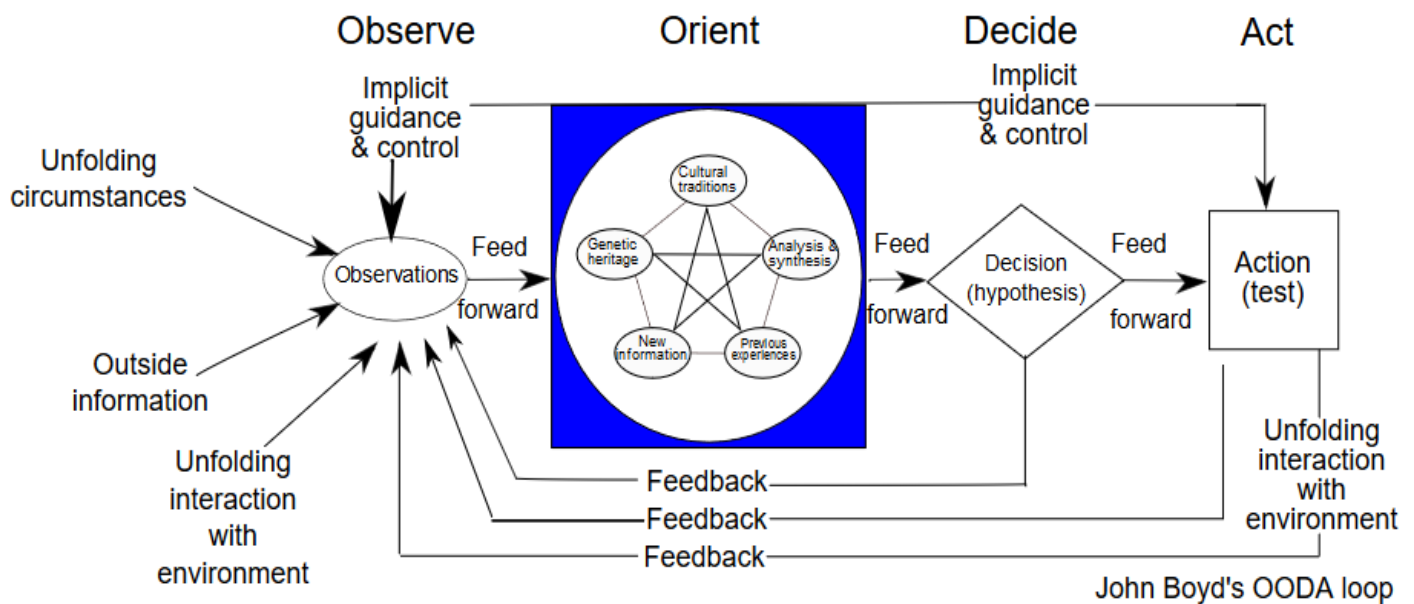 Observe
Orient
Decide
Act
Implicit
guidance
& control
Implicit
guidance
& control
Unfolding
circumstances
Observations
Outside
information
Unfolding
interaction
with
environment
Feed
forward
Cultural
traditions
Genetic
heritage
Analysis &
synthesis
New
information
Previous
experiences
Feed
forward
Decision
(hypothesis)
Feed
forward
Action
(test)
Unfolding
interaction
with
environment
Feedback
Feedback
Feedback
John Boyd's OODA loop